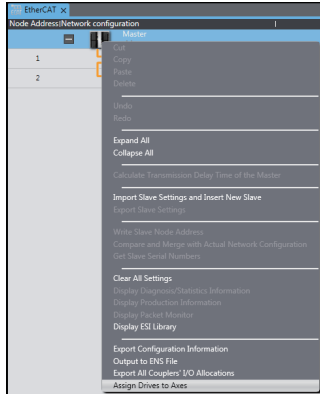 EtherCAT ×
Node Address|Network configuration
Master
1
2
Cut
Copy
Paste
Delete
Undo
Redo
Expand All
Collapse All
Calculate Transmission Delay Time of the Master
Import Slave Settings and Insert New Slave
Export Slave Settings
Write Slave Node Address
Compare and Merge with Actual Network Configuration
Get Slave Serial Numbers
Clear All Settings
Display Diagnosis/Statistics Information
Display Production Information
Display Packet Monitor
Display ESI Library
Export Configuration Information
Output to ENS File
Export All Couplers' I/O Allocations
Assign Drives to Axes